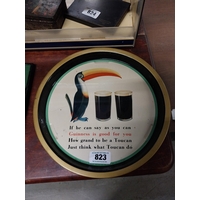 821
If he can say as you can
Guinness is good for you
How grand to be a Toucan
Just think what Toucan do
823